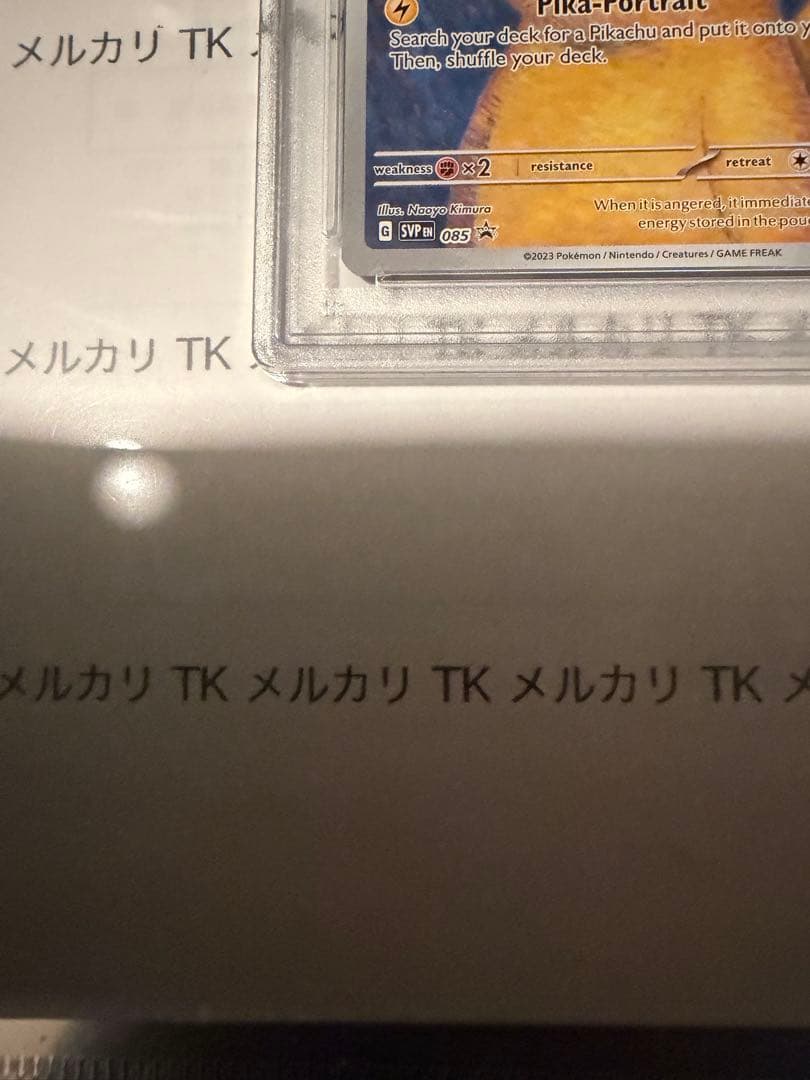 メルカリ TK
Pika-Portrait
Search your deck for a Pikachu and put it onto y
Then, shuffle your deck.
weakness ×2 resistance retreat
Illus. Naoyo Kimura
When it is angered, it immediate
energy stored in the pou
G SVP EN 085
©2023 Pokémon / Nintendo / Creatures / GAME FREAK
メルカリ TK
メルカリ TK メルカリ TK メルカリ TK メ